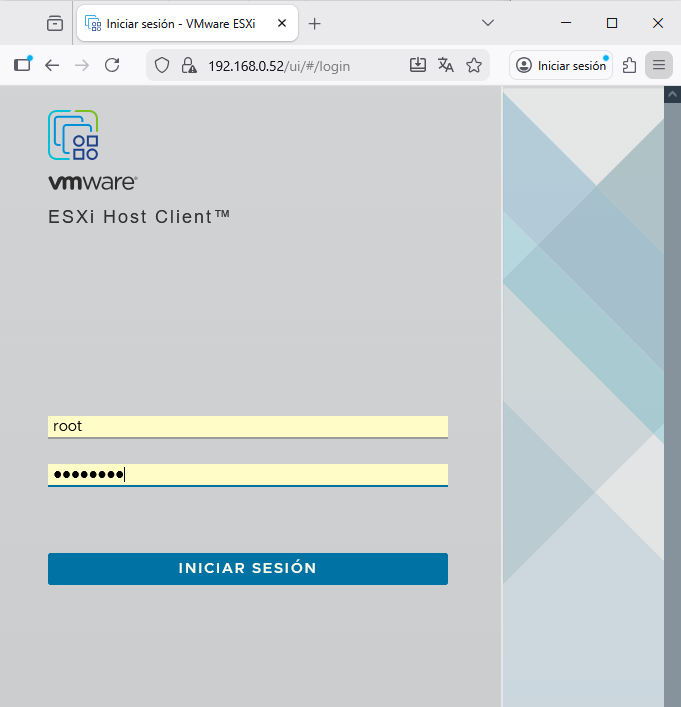 Iniciar sesión - VMware ESXi
192.168.0.52/ui/#/login
Iniciar sesión
vmware®
ESXi Host Client™
root
••••••••
INICIAR SESIÓN